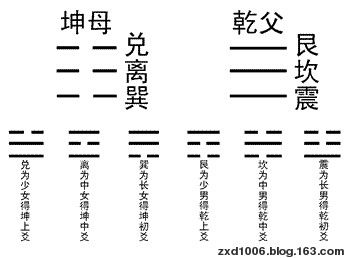 坤母
乾父
兑
离
巽
艮
坎
震
兑为少女得坤上爻
离为中女得坤中爻
巽为长女得坤初爻
艮为少男得乾上爻
坎为中男得乾中爻
震为长男得乾初爻
zxd1006.blog.163.com